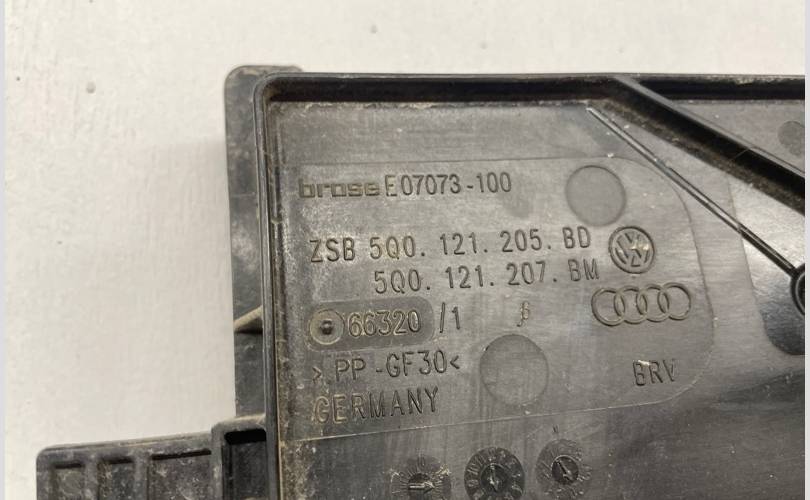 brose E07073-100
ZSB 5Q0. 121. 205. BD
5Q0. 121. 207. BM
66320 /1
>PP-GF30<
BRV
GERMANY